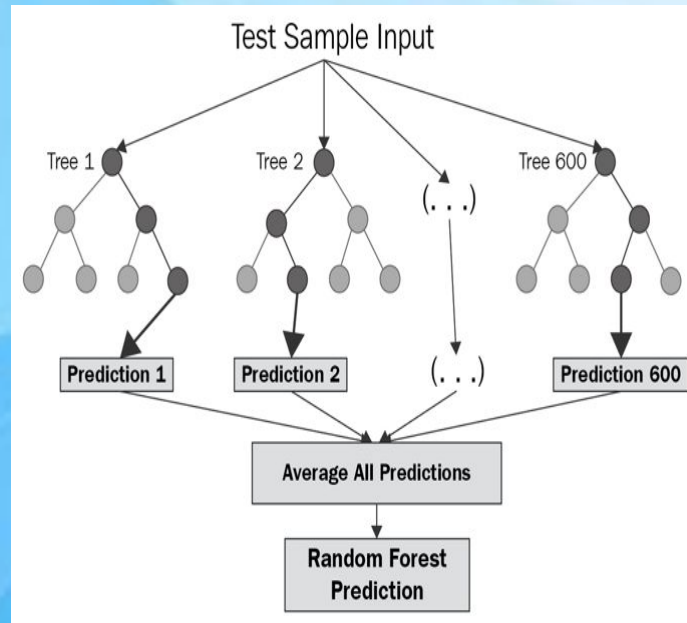 Test Sample Input
Tree 1
Tree 2
Tree 600
(. . .)
Prediction 1
Prediction 2
(. . .)
Prediction 600
Average All Predictions
Random Forest
Prediction